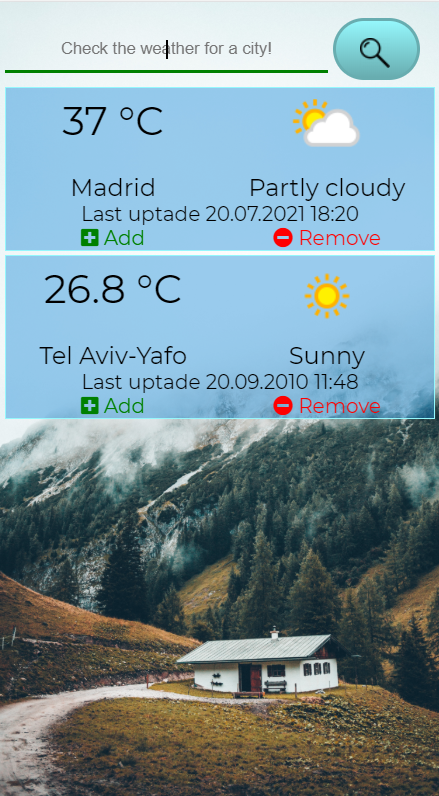 Check the weather for a city!
37 °C
Madrid Partly cloudy
Last uptade 20.07.2021 18:20
Add Remove
26.8 °C
Tel Aviv-Yafo Sunny
Last uptade 20.09.2010 11:48
Add Remove